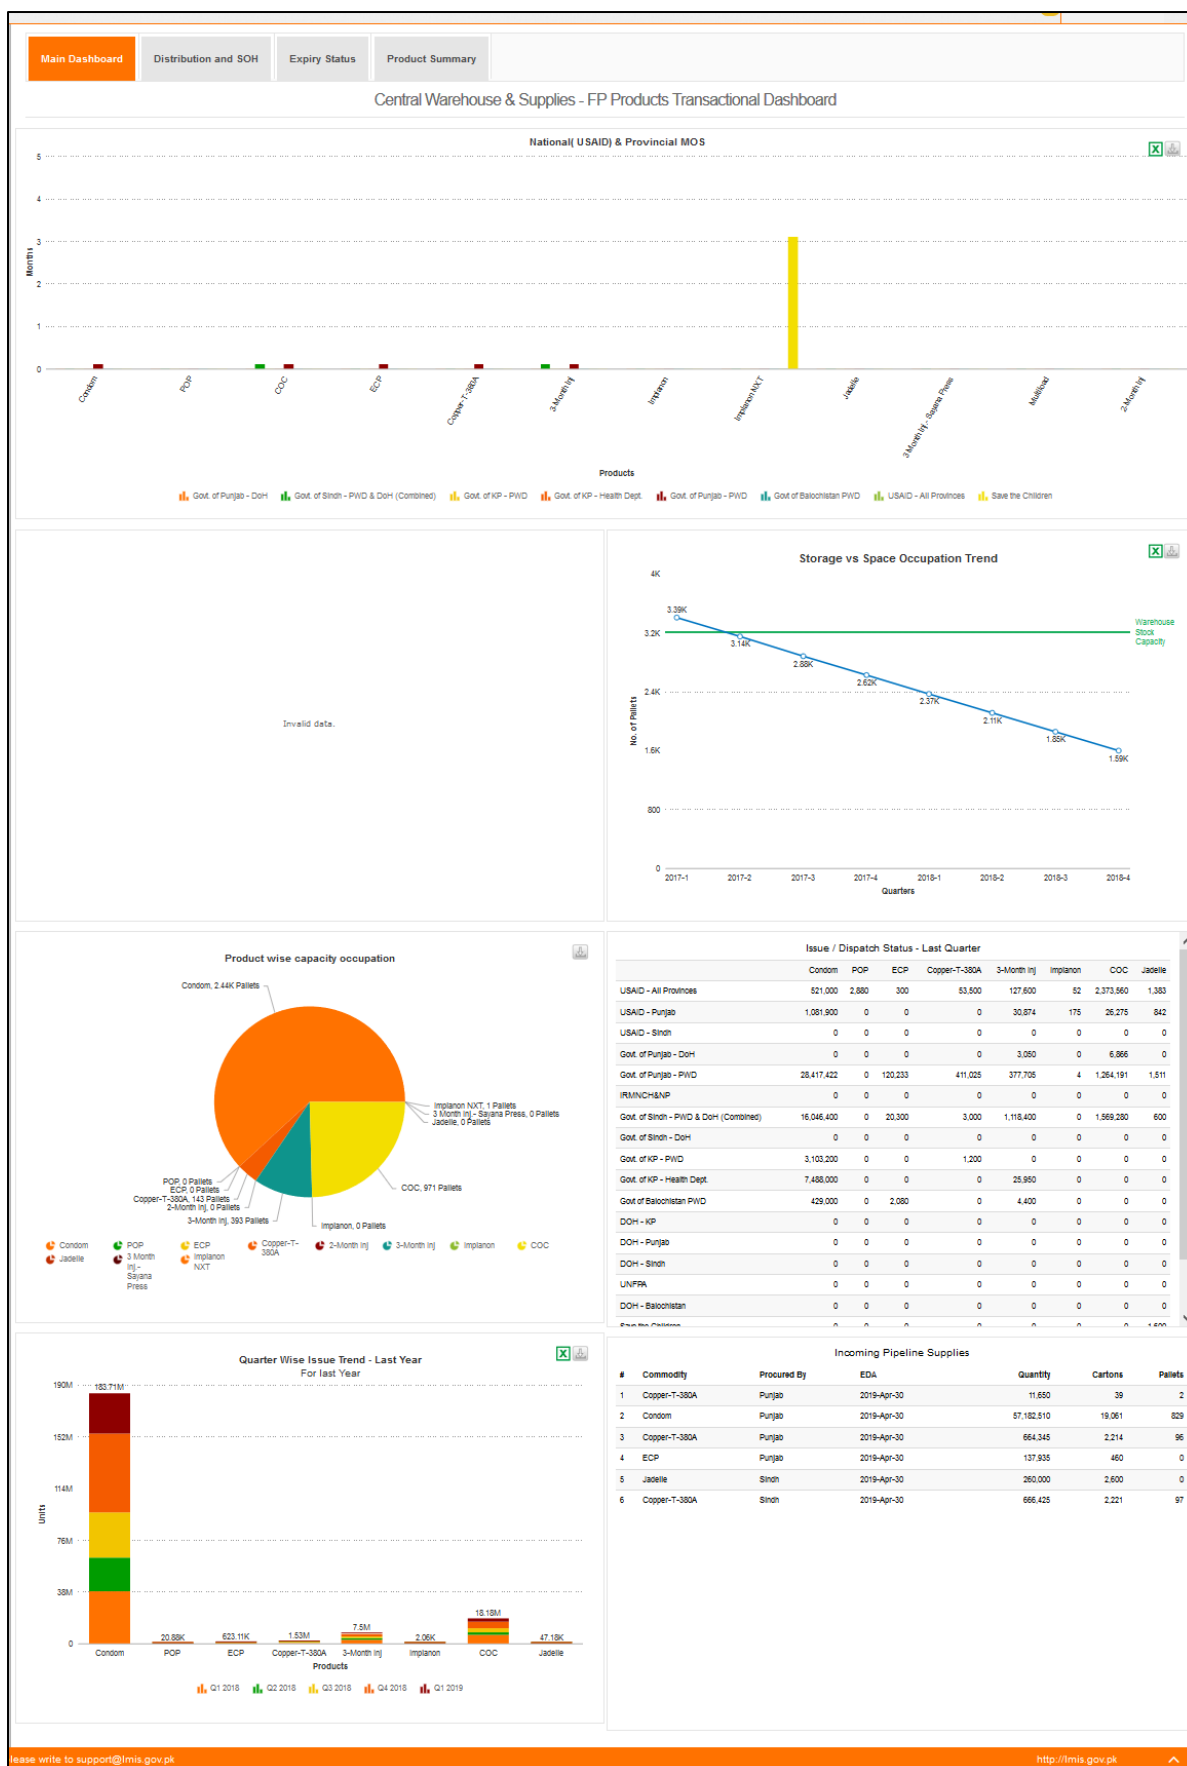 Main Dashboard Distribution and SOH Expiry Status Product Summary
Central Warehouse & Supplies - FP Products Transactional Dashboard
National( USAID) & Provincial MOS
5
4
3
2
1
0
Months
Condom POP COC ECP Copper-T-380A 3-Month Inj Implanon Implanon NXT Jadelle 3 Month Inj.- Sayana Press Multiload 2-Month Inj
Products
Govt. of Punjab - DoH Govt. of Sindh - PWD & DoH (Combined) Govt. of KP - PWD Govt. of KP - Health Dept. Govt. of Punjab - PWD Govt of Balochistan PWD USAID - All Provinces Save the Children
Invalid data.
Storage vs Space Occupation Trend
4K
3.2K
2.4K
1.6K
800
0
No. of Pallets
3.39K
3.14K
2.88K
2.62K
2.37K
2.11K
1.85K
1.59K
Warehouse
Stock
Capacity
2017-1 2017-2 2017-3 2017-4 2018-1 2018-2 2018-3 2018-4
Quarters
Product wise capacity occupation
Condom, 2.44K Pallets
Implanon NXT, 1 Pallets
3 Month Inj.- Sayana Press, 0 Pallets
Jadelle, 0 Pallets
COC, 971 Pallets
POP, 0 Pallets
ECP, 0 Pallets
Copper-T-380A, 143 Pallets
2-Month Inj, 0 Pallets
3-Month Inj, 393 Pallets
Implanon, 0 Pallets
Condom POP ECP Copper-T-380A 2-Month Inj 3-Month Inj Implanon COC
Jadelle 3 Month Inj.- Sayana Press Implanon NXT
Issue / Dispatch Status - Last Quarter
Condom POP ECP Copper-T-380A 3-Month Inj Implanon COC Jadelle
USAID - All Provinces 521,000 2,880 300 53,500 127,600 52 2,373,560 1,383
USAID - Punjab 1,081,900 0 0 0 30,874 175 26,275 842
USAID - Sindh 0 0 0 0 0 0 0 0
Govt. of Punjab - DoH 0 0 0 0 3,050 0 6,866 0
Govt. of Punjab - PWD 28,417,422 0 120,233 411,025 377,705 4 1,264,191 1,511
IRMNCH&NP 0 0 0 0 0 0 0 0
Govt. of Sindh - PWD & DoH (Combined) 16,046,400 0 20,300 3,000 1,118,400 0 1,569,280 600
Govt. of Sindh - DoH 0 0 0 0 0 0 0 0
Govt. of KP - PWD 3,103,200 0 0 1,200 0 0 0 0
Govt. of KP - Health Dept. 7,488,000 0 0 0 25,950 0 0 0
Govt of Balochistan PWD 429,000 0 2,080 0 4,400 0 0 0
DOH - KP 0 0 0 0 0 0 0 0
DOH - Punjab 0 0 0 0 0 0 0 0
DOH - Sindh 0 0 0 0 0 0 0 0
UNFPA 0 0 0 0 0 0 0 0
DOH - Balochistan 0 0 0 0 0 0 0 0
Save the Children 0 0 0 0 0 0 0 1,500
Quarter Wise Issue Trend - Last Year
For last Year
190M
152M
114M
76M
38M
0
Units
183.71M 20.88K 623.11K 1.53M 7.5M 2.06K 18.18M 47.18K
Condom POP ECP Copper-T-380A 3-Month Inj Implanon COC Jadelle
Products
Q1 2018 Q2 2018 Q3 2018 Q4 2018 Q1 2019
Incoming Pipeline Supplies
# Commodity Procured By EDA Quantity Cartons Pallets
1 Copper-T-380A Punjab 2019-Apr-30 11,650 39 2
2 Condom Punjab 2019-Apr-30 57,182,510 19,061 829
3 Copper-T-380A Punjab 2019-Apr-30 664,345 2,214 96
4 ECP Punjab 2019-Apr-30 137,935 460 0
5 Jadelle Sindh 2019-Apr-30 260,000 2,600 0
6 Copper-T-380A Sindh 2019-Apr-30 666,425 2,221 97
lease write to support@lmis.gov.pk http://lmis.gov.pk